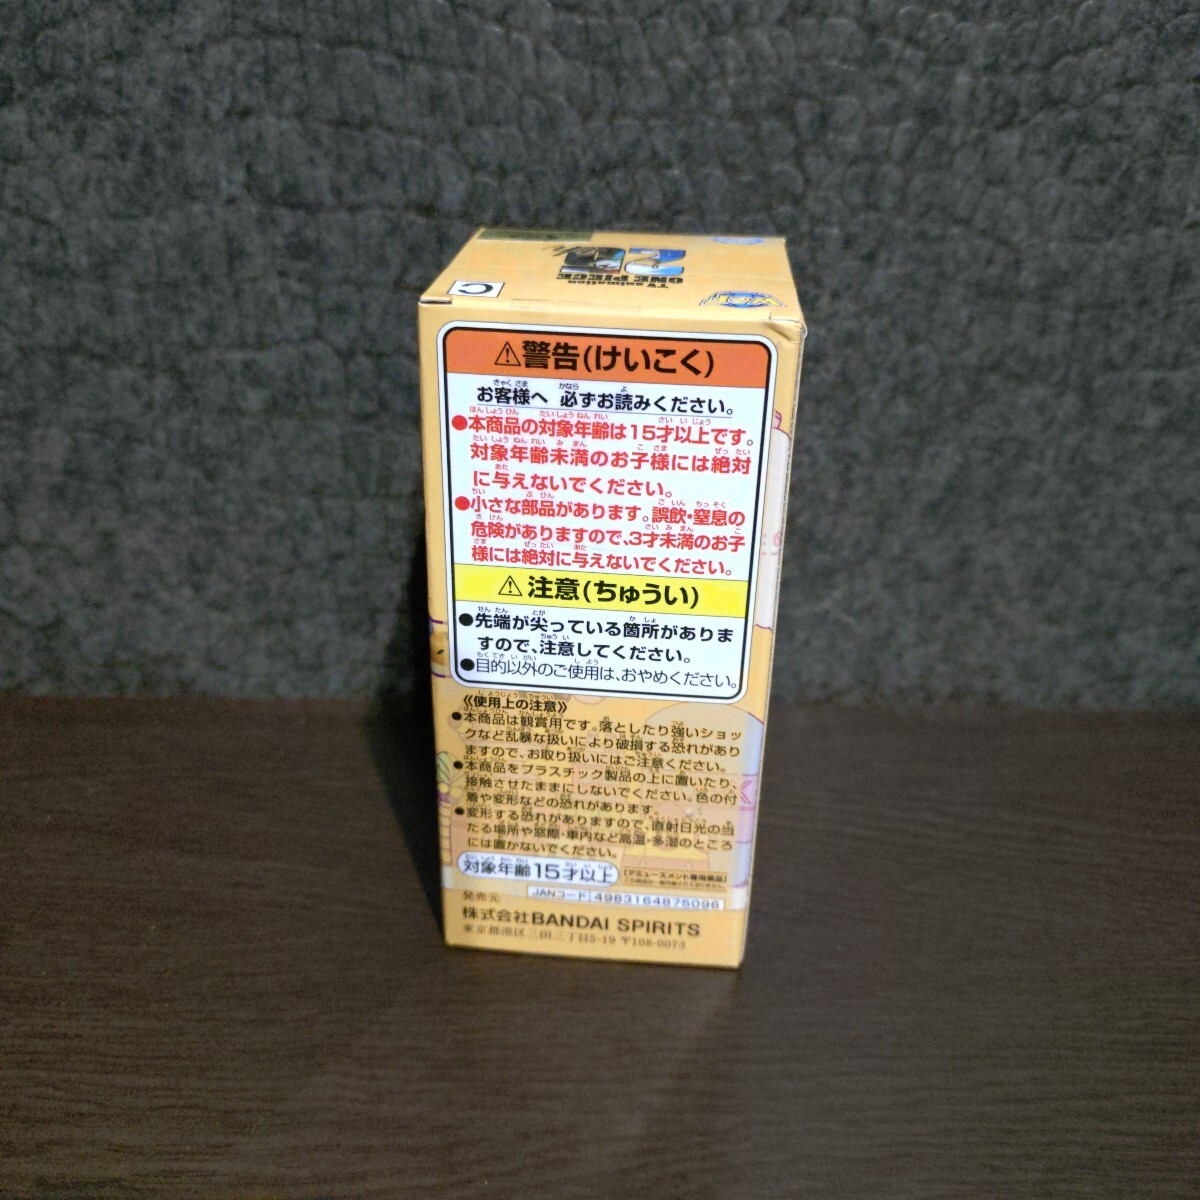 TV animation
ONE PIECE
C
⚠警告(けいこく)
お客様へ 必ずお読みください。
●本商品の対象年齢は15才以上です。
対象年齢未満のお子様には絶対
に与えないでください。
●小さな部品があります。誤飲・窒息の
危険がありますので、3才未満のお子
様には絶対に与えないでください。
⚠注意(ちゅうい)
●先端が尖っている箇所がありま
すので、注意してください。
●目的以外のご使用は、おやめください。
《使用上の注意》
●本商品は観賞用です。落としたり強いショッ
クなど乱暴な扱いにより破損する恐れがあり
ますので、お取り扱いにはご注意ください。
●本商品をプラスチック製品の上に置いたり、
接触させたままにしないでください。色の付
着や変形などの恐れがあります。
●変形する恐れがありますので、直射日光の当
たる場所や窓際・車内など高温・多湿のところ
には置かないでください。
対象年齢15才以上
[アミューズメント専用景品]
JANコード 4983164875096
発売元
株式会社BANDAI SPIRITS
東京都港区三田三丁目5-19 〒108-0073